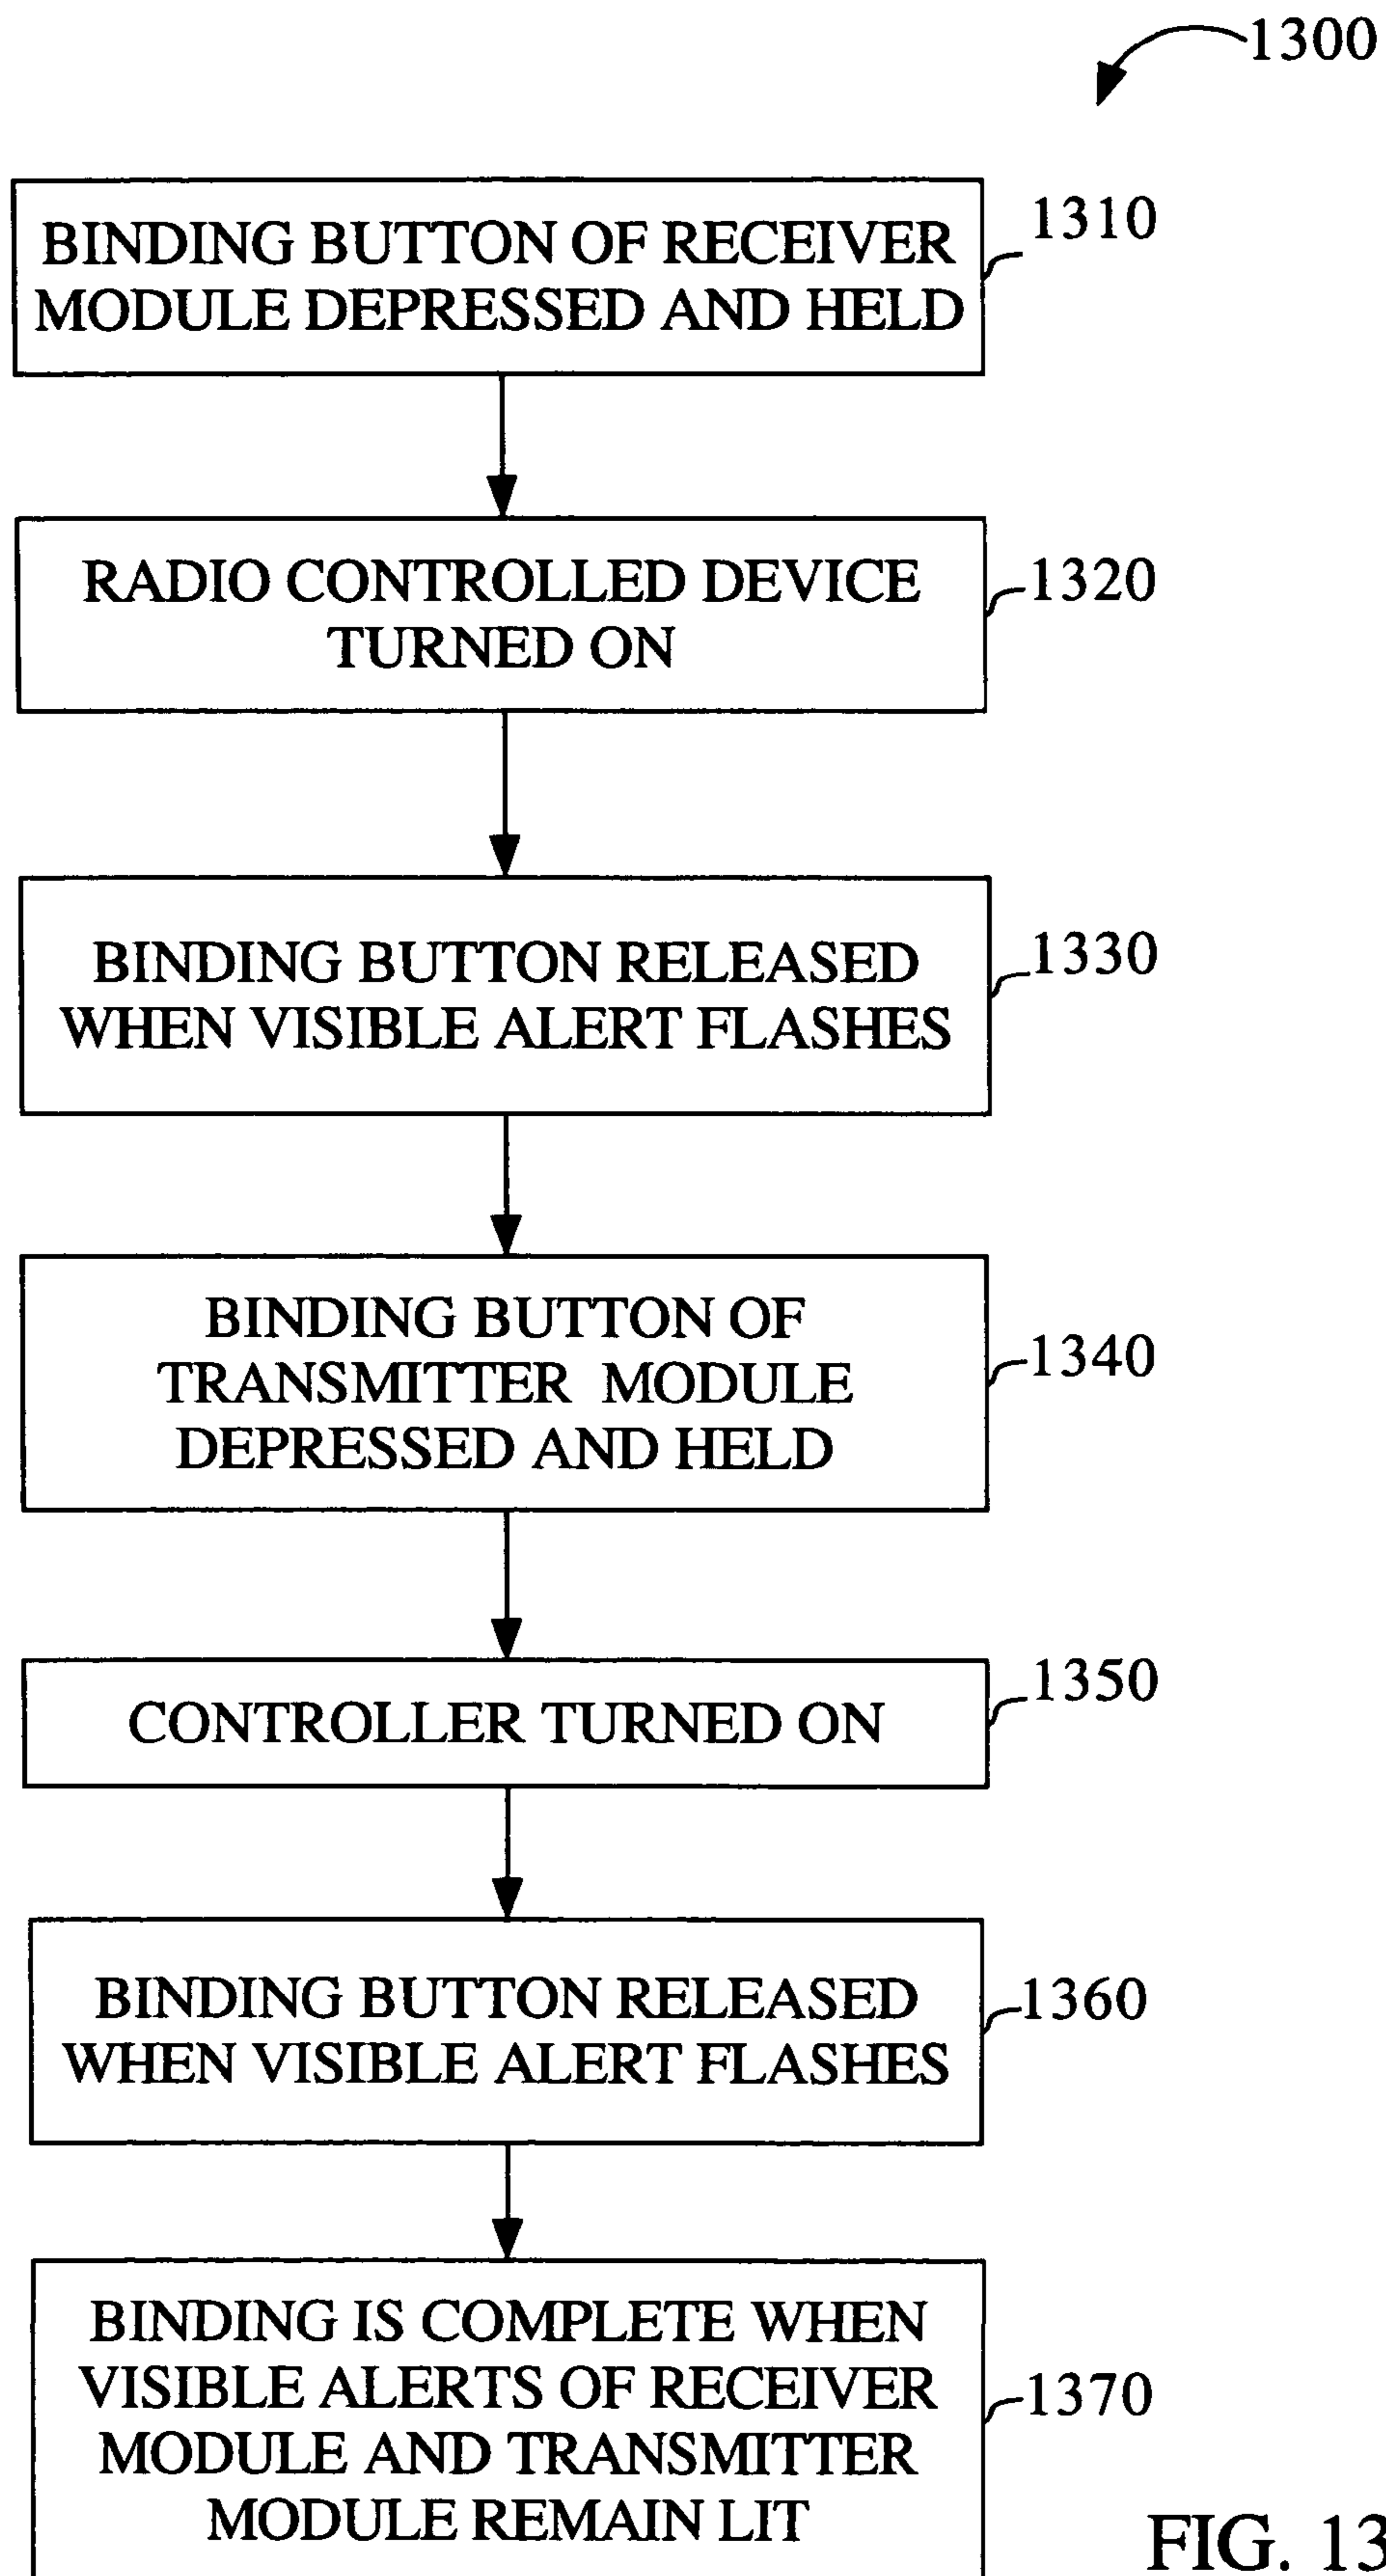 1300
BINDING BUTTON OF RECEIVER
MODULE DEPRESSED AND HELD
1310
RADIO CONTROLLED DEVICE
TURNED ON
1320
BINDING BUTTON RELEASED
WHEN VISIBLE ALERT FLASHES
1330
BINDING BUTTON OF
TRANSMITTER MODULE
DEPRESSED AND HELD
1340
CONTROLLER TURNED ON
1350
BINDING BUTTON RELEASED
WHEN VISIBLE ALERT FLASHES
1360
BINDING IS COMPLETE WHEN
VISIBLE ALERTS OF RECEIVER
MODULE AND TRANSMITTER
MODULE REMAIN LIT
1370
FIG. 13